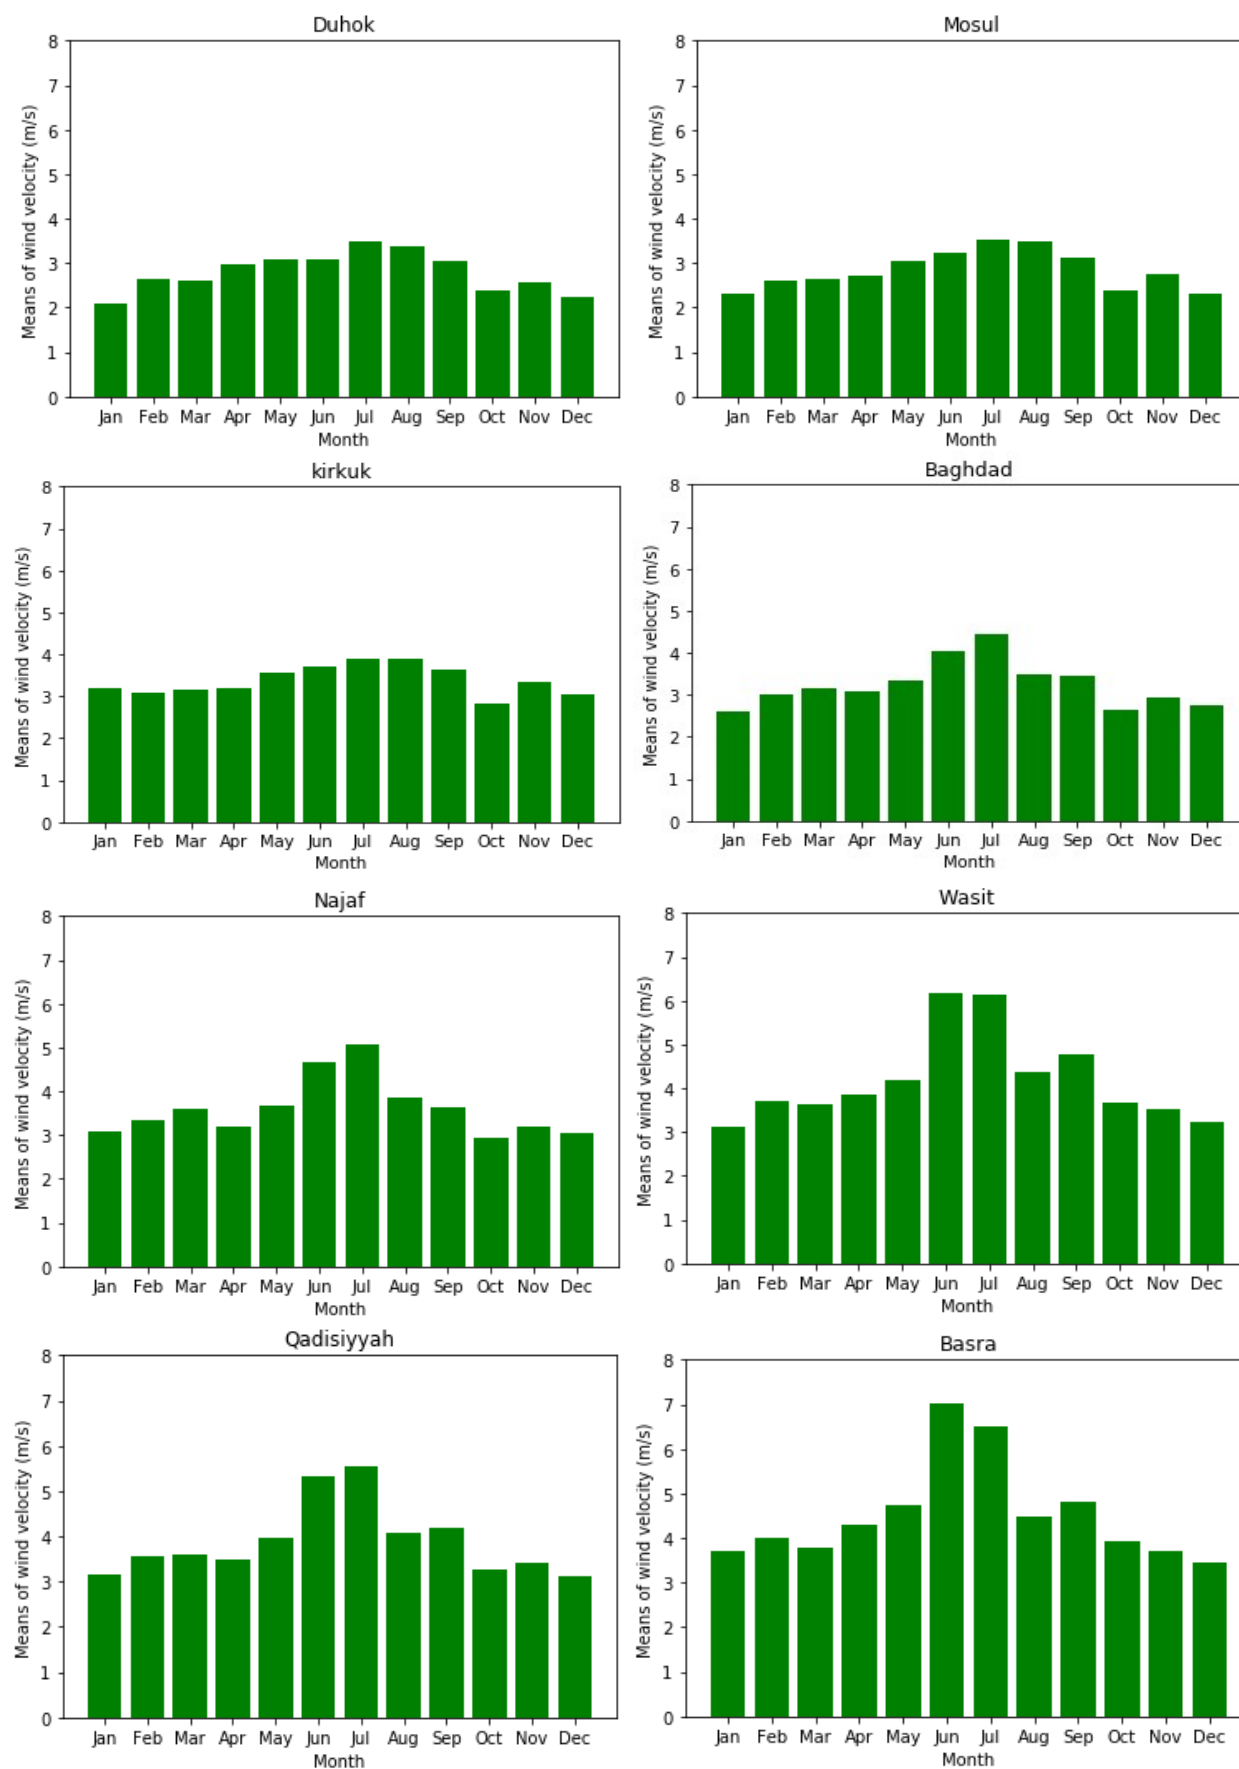 Duhok
8
7
6
5
4
3
2
1
0
Means of wind velocity (m/s)
Jan Feb Mar Apr May Jun Jul Aug Sep Oct Nov Dec
Month
Mosul
8
7
6
5
4
3
2
1
0
Means of wind velocity (m/s)
Jan Feb Mar Apr May Jun Jul Aug Sep Oct Nov Dec
Month
kirkuk
8
7
6
5
4
3
2
1
0
Means of wind velocity (m/s)
Jan Feb Mar Apr May Jun Jul Aug Sep Oct Nov Dec
Month
Baghdad
8
7
6
5
4
3
2
1
0
Means of wind velocity (m/s)
Jan Feb Mar Apr May Jun Jul Aug Sep Oct Nov Dec
Month
Najaf
8
7
6
5
4
3
2
1
0
Means of wind velocity (m/s)
Jan Feb Mar Apr May Jun Jul Aug Sep Oct Nov Dec
Month
Wasit
8
7
6
5
4
3
2
1
0
Means of wind velocity (m/s)
Jan Feb Mar Apr May Jun Jul Aug Sep Oct Nov Dec
Month
Qadisiyyah
8
7
6
5
4
3
2
1
0
Means of wind velocity (m/s)
Jan Feb Mar Apr May Jun Jul Aug Sep Oct Nov Dec
Month
Basra
8
7
6
5
4
3
2
1
0
Means of wind velocity (m/s)
Jan Feb Mar Apr May Jun Jul Aug Sep Oct Nov Dec
Month